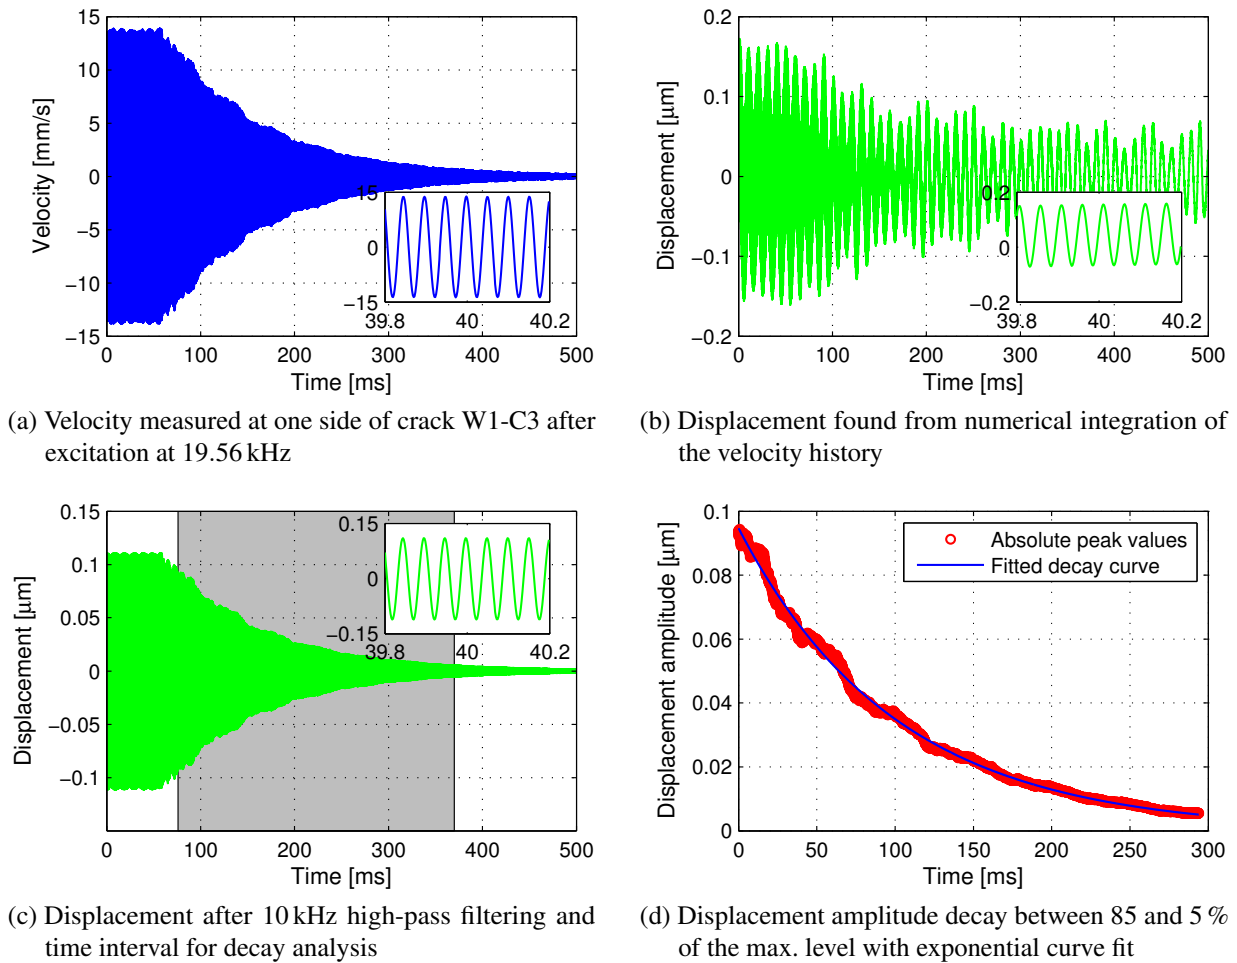 15
10
5
0
−5
−10
−15
Velocity [mm/s]
0 100 200 300 400 500
Time [ms]
15
0
−15
39.8 40 40.2
(a) Velocity measured at one side of crack W1-C3 after
excitation at 19.56 kHz
0.2
0.1
0
−0.1
−0.2
Displacement [µm]
0 100 200 300 400 500
Time [ms]
0.2
0
−0.2
39.8 40 40.2
(b) Displacement found from numerical integration of
the velocity history
0.15
0.1
0.05
0
−0.05
−0.1
Displacement [µm]
0 100 200 300 400 500
Time [ms]
0.15
0
−0.15
39.8 40 40.2
(c) Displacement after 10 kHz high-pass filtering and
time interval for decay analysis
0.1
0.08
0.06
0.04
0.02
0
Displacement amplitude [µm]
0 50 100 150 200 250 300
Time [ms]
Absolute peak values
Fitted decay curve
(d) Displacement amplitude decay between 85 and 5 %
of the max. level with exponential curve fit